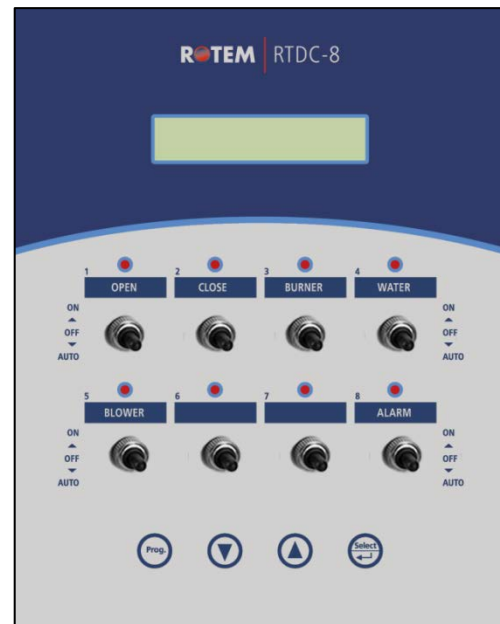 ROTEM RTDC-8
1 2 3 4
OPEN CLOSE BURNER WATER
ON ON
OFF OFF
AUTO AUTO
5 6 7 8
BLOWER ALARM
ON ON
OFF OFF
AUTO AUTO
Prog. Select